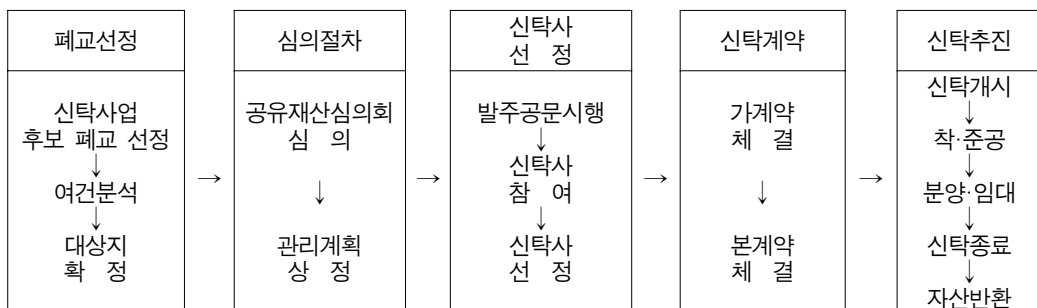 폐교선정
신탁사업
후보 폐교 선정
↓
여건분석
↓
대상지
확 정
→
심의절차
공유재산심의회
심 의
↓
관리계획
상 정
→
신탁사
선 정
발주공문시행
↓
신탁사
참 여
↓
신탁사
선 정
→
신탁계약
가계약
체 결
↓
본계약
체 결
→
신탁추진
신탁개시
↓
착·준공
↓
분양·임대
↓
신탁종료
↓
자산반환